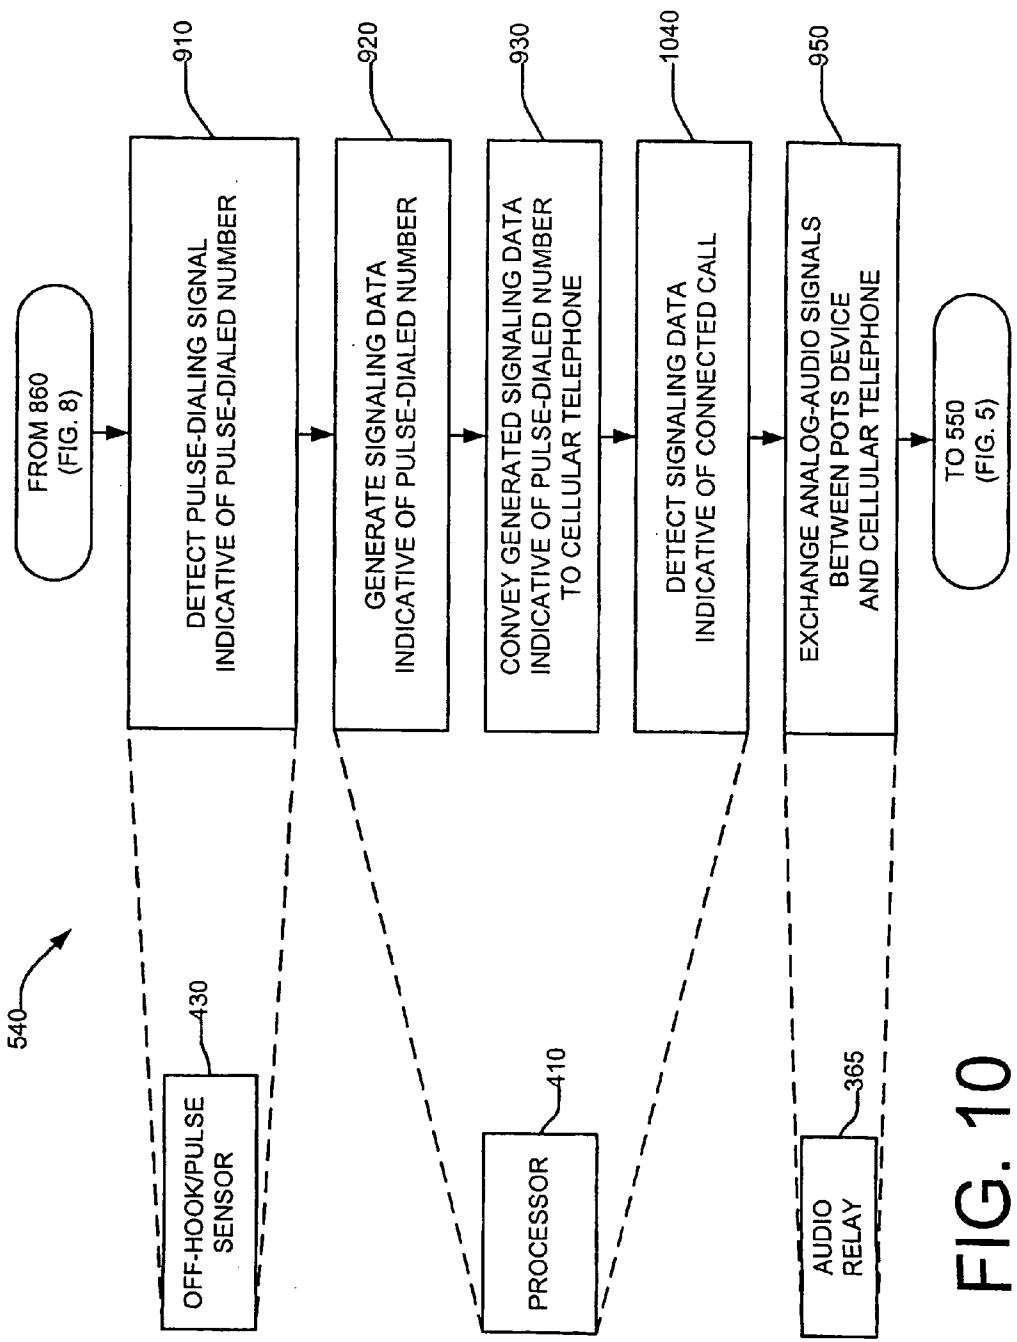 540
FROM 860
(FIG. 8)
OFF-HOOK/PULSE
SENSOR
430
DETECT PULSE-DIALING SIGNAL
INDICATIVE OF PULSE-DIALED NUMBER
910
GENERATE SIGNALING DATA
INDICATIVE OF PULSE-DIALED NUMBER
920
PROCESSOR
410
CONVEY GENERATED SIGNALING DATA
INDICATIVE OF PULSE-DIALED NUMBER
TO CELLULAR TELEPHONE
930
DETECT SIGNALING DATA
INDICATIVE OF CONNECTED CALL
1040
AUDIO
RELAY
365
EXCHANGE ANALOG-AUDIO SIGNALS
BETWEEN POTS DEVICE
AND CELLULAR TELEPHONE
950
TO 550
(FIG. 5)
FIG. 10